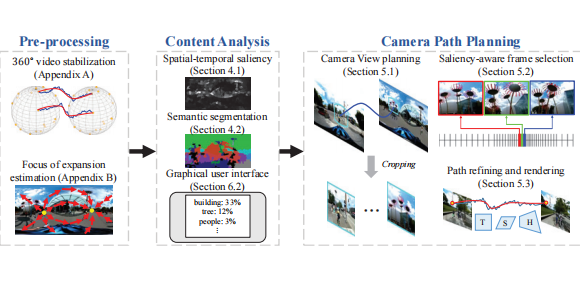 Pre-processing
360° video stabilization
(Appendix A)
Focus of expansion
estimation (Appendix B)
Content Analysis
Spatial-temporal saliency
(Section 4.1)
Semantic segmentation
(Section 4.2)
Graphical user interface
(Section 6.2)
building: 33%
tree: 12%
people: 3%
⋮
Camera Path Planning
Camera View planning
(Section 5.1)
Cropping
...
Saliency-aware frame selection
(Section 5.2)
Path refining and rendering
(Section 5.3)
T S H